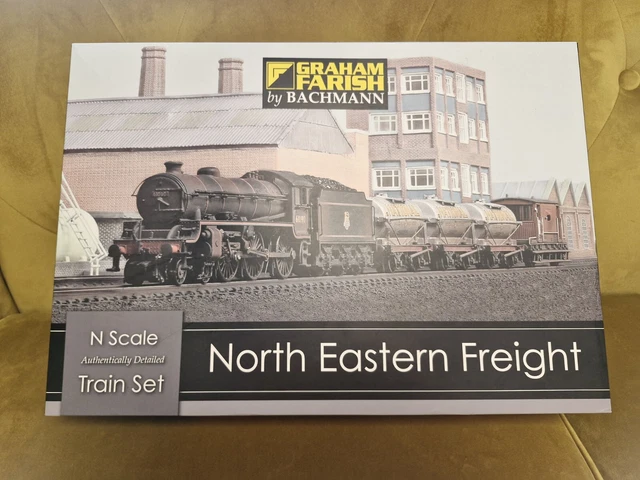 GRAHAM
FARISH
by BACHMANN
N Scale
Authentically Detailed
Train Set
North Eastern Freight